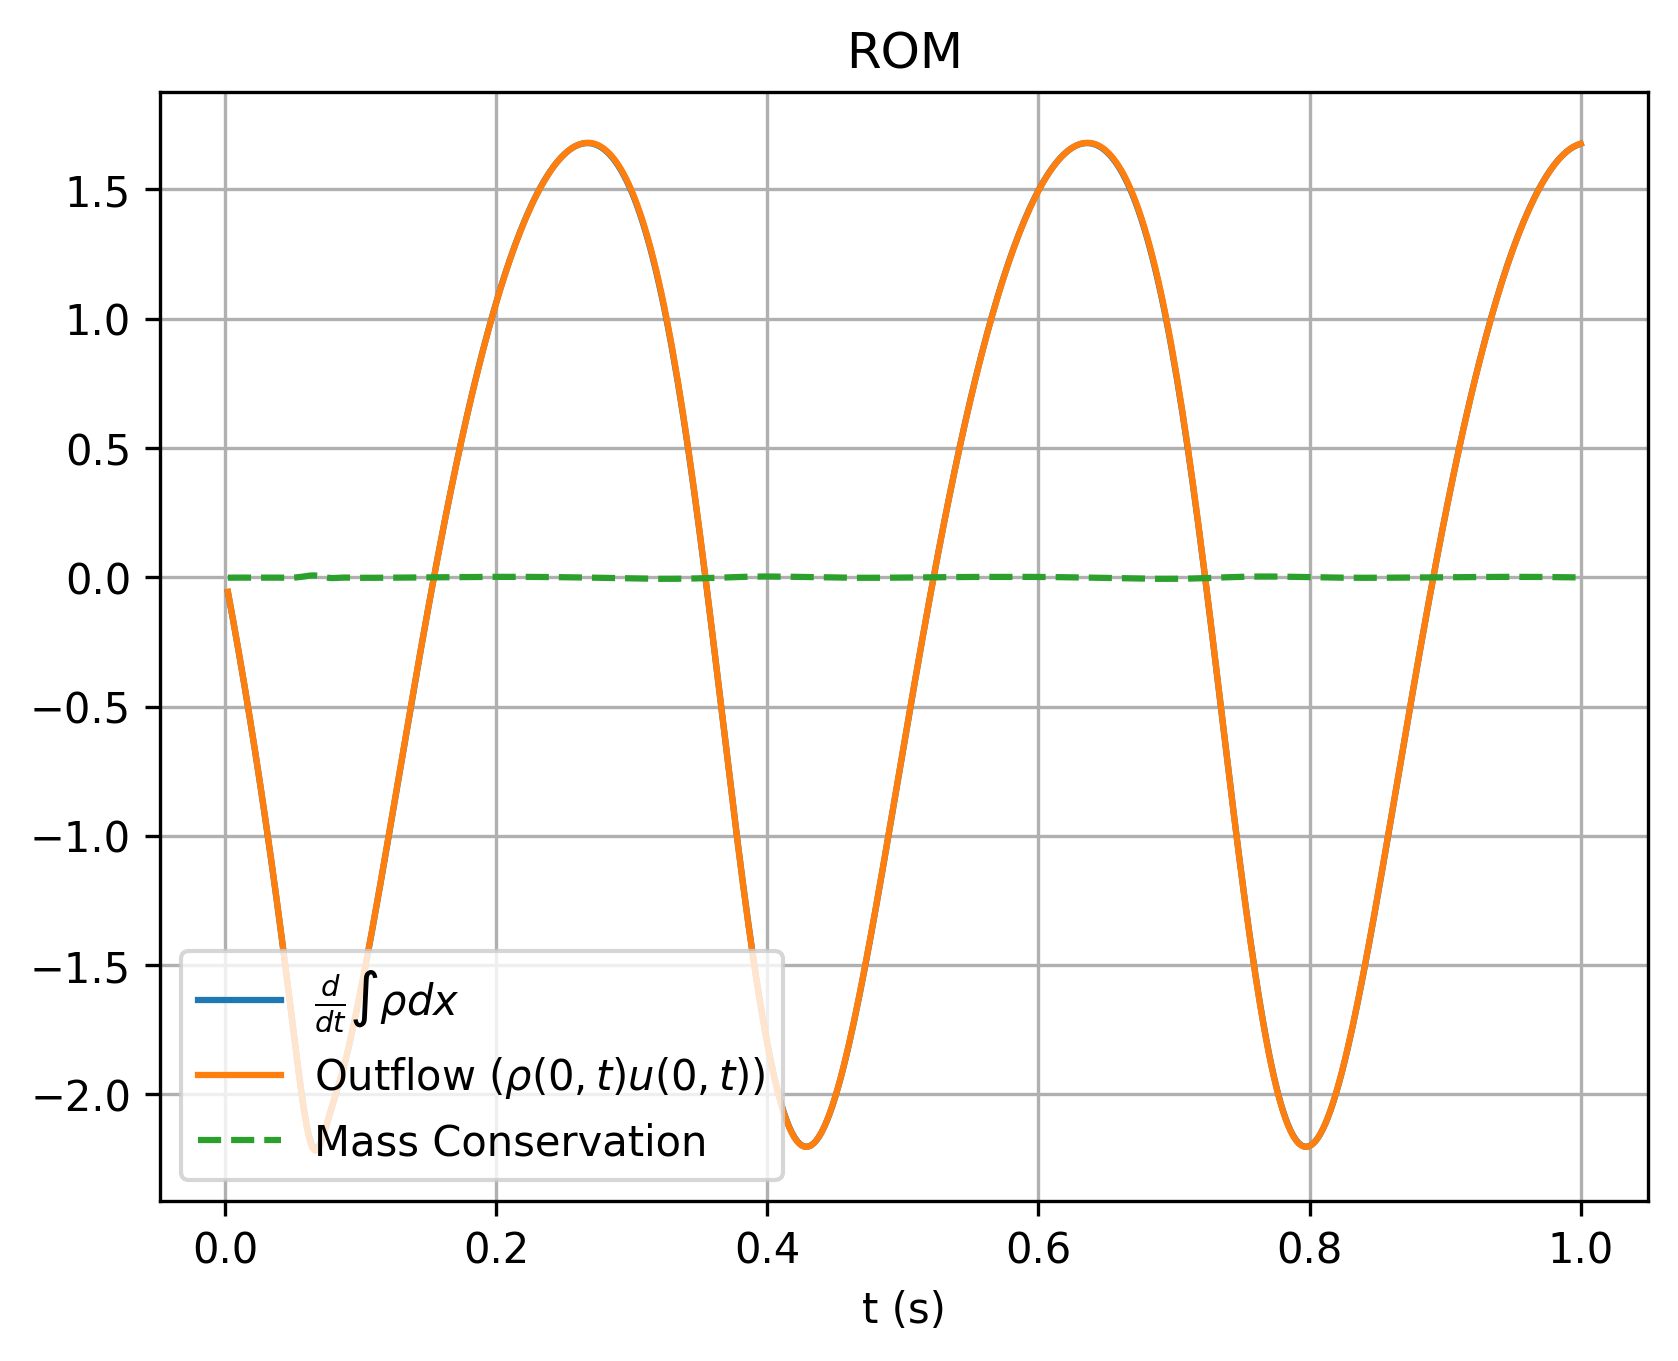 ROM
1.5
1.0
0.5
0.0
−0.5
−1.0
−1.5
−2.0
d/dt ∫ρdx
Outflow (ρ(0, t)u(0, t))
Mass Conservation
0.0 0.2 0.4 0.6 0.8 1.0
t (s)